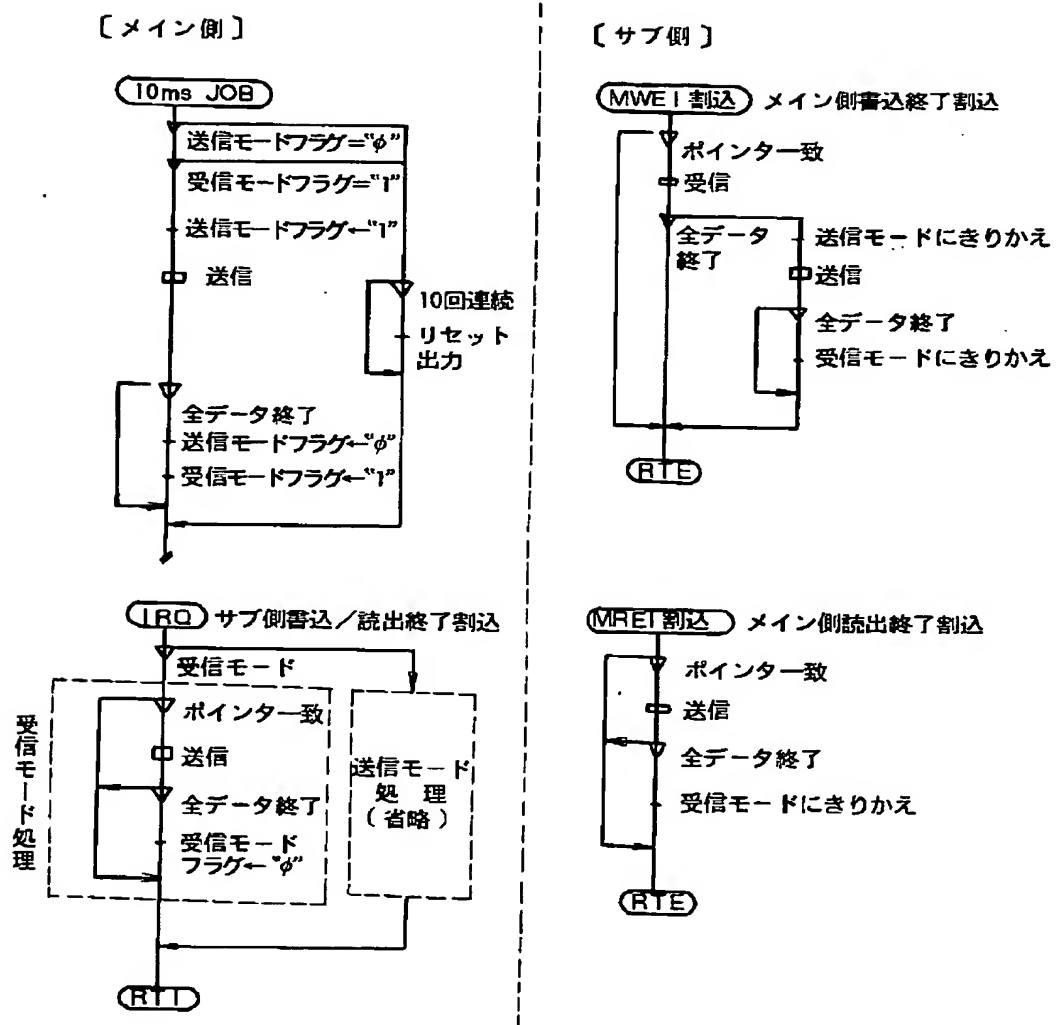 〔メイン側〕
10ms JOB
送信モードフラグ="φ"
受信モードフラグ="1"
送信モードフラグ←"1"
送信
10回連続
リセット
出力
全データ終了
送信モードフラグ←"φ"
受信モードフラグ←"1"
IRQ サブ側書込/読出終了割込
受信モード
受信モード処理
ポインター致
送信
全データ終了
受信モード
フラグ←"φ"
送信モード
処理
(省略)
RTI
〔サブ側〕
MWEI割込 メイン側書込終了割込
ポインター致
受信
全データ
終了
送信モードにきりかえ
送信
全データ終了
受信モードにきりかえ
RTE
MREI割込 メイン側読出終了割込
ポインター致
送信
全データ終了
受信モードにきりかえ
RTE